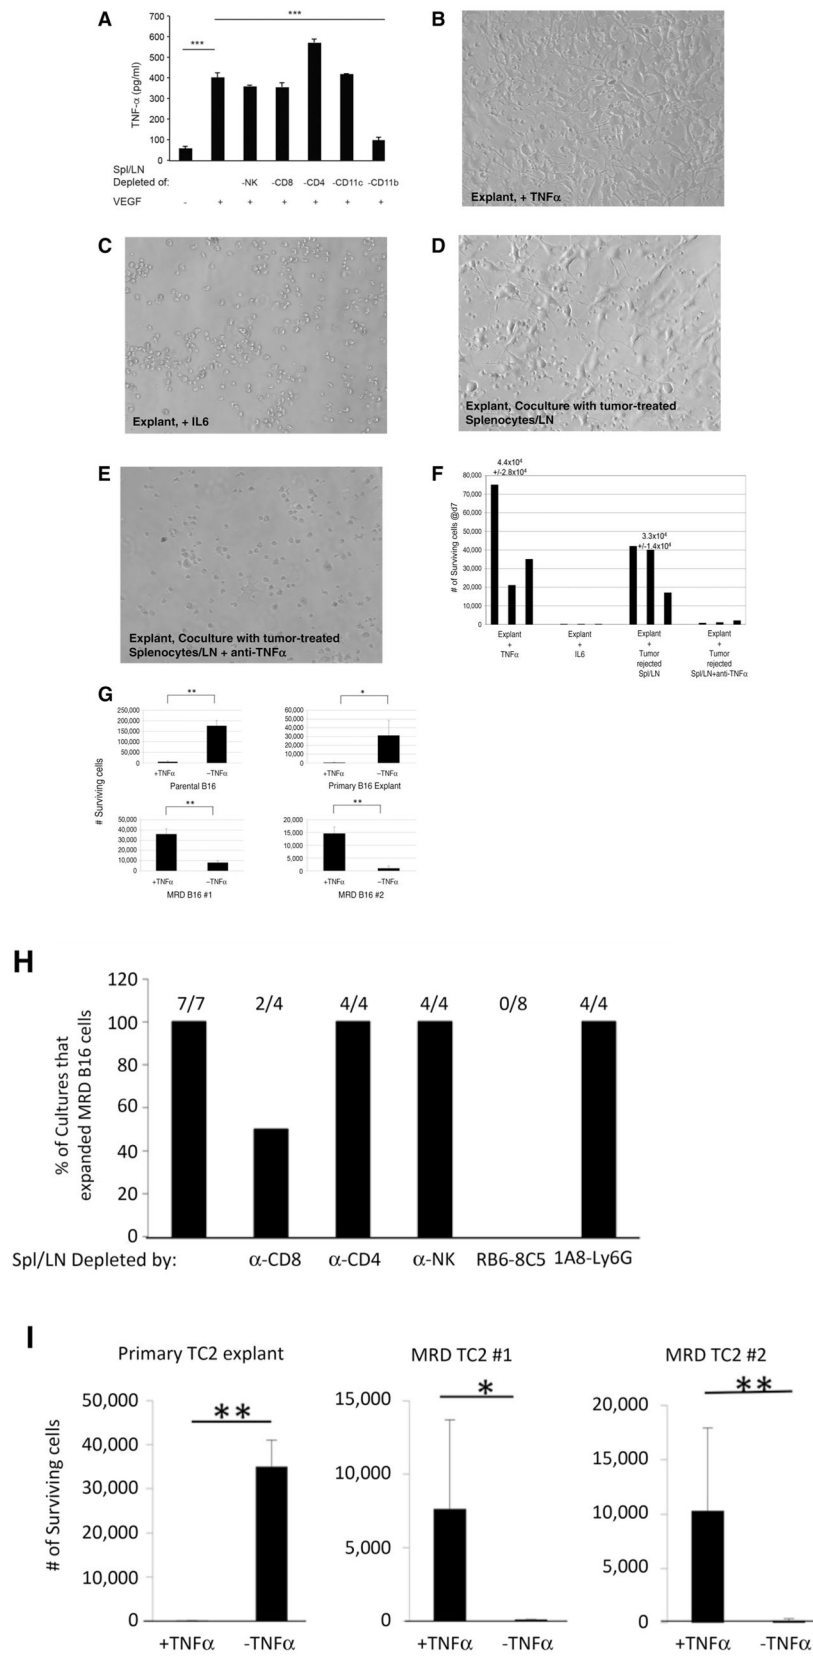 A
***
***
TNF-α (pg/ml)
700
600
500
400
300
200
100
0
Spl/LN
Depleted of:
-NK
-CD8
-CD4
-CD11c
-CD11b
VEGF
-
+
+
+
+
+
+
B
Explant, + TNFα
C
Explant, + IL6
D
Explant, Coculture with tumor-treated
Splenocytes/LN
E
Explant, Coculture with tumor-treated
Splenocytes/LN + anti-TNFα
F
# of Surviving cells @d7
80,000
70,000
60,000
50,000
40,000
30,000
20,000
10,000
0
4.4x10⁴
+/-2.8x10⁴
3.3x10⁴
+/-1.4x10⁴
Explant
+
TNFα
Explant
+
IL6
Explant
+
Tumor
rejected
Spl/LN
Explant
+
Tumor
rejected
Spl/LN+anti-TNFα
G
# Surviving cells
**
250,000
200,000
150,000
100,000
50,000
0
+TNFα
−TNFα
Parental B16
*
60,000
50,000
40,000
30,000
20,000
10,000
0
+TNFα
−TNFα
Primary B16 Explant
**
50,000
40,000
30,000
20,000
10,000
0
+TNFα
−TNFα
MRD B16 #1
**
20,000
15,000
10,000
5,000
0
+TNFα
−TNFα
MRD B16 #2
H
% of Cultures that
expanded MRD B16 cells
120
100
80
60
40
20
0
7/7
2/4
4/4
4/4
0/8
4/4
Spl/LN Depleted by:
α-CD8
α-CD4
α-NK
RB6-8C5
1A8-Ly6G
I
# of Surviving cells
Primary TC2 explant
**
50,000
40,000
30,000
20,000
10,000
0
+TNFα
-TNFα
MRD TC2 #1
*
15,000
10,000
5,000
0
+TNFα
-TNFα
MRD TC2 #2
**
20,000
15,000
10,000
5,000
0
+TNFα
-TNFα